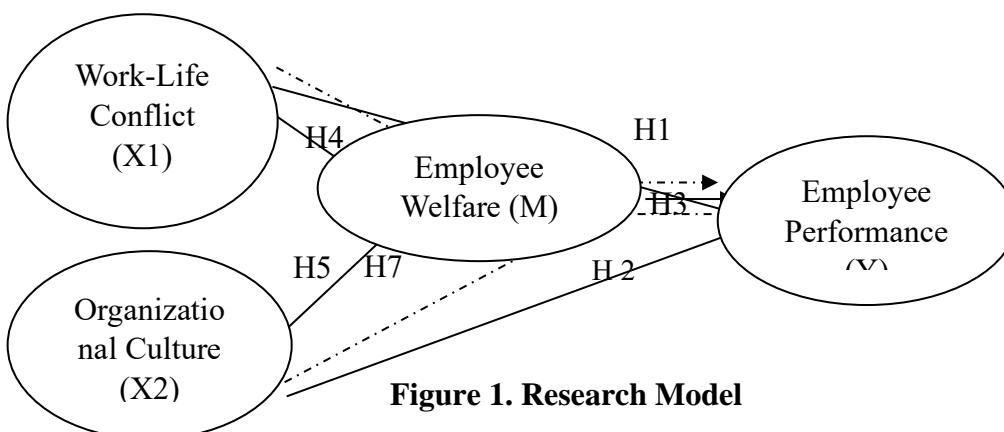 Work-Life
Conflict
(X1)
H4
H1
Employee
Welfare (M)
H3
Employee
Performance
(Y)
H5
H7
H 2
Organizatio
nal Culture
(X2)
Figure 1. Research Model